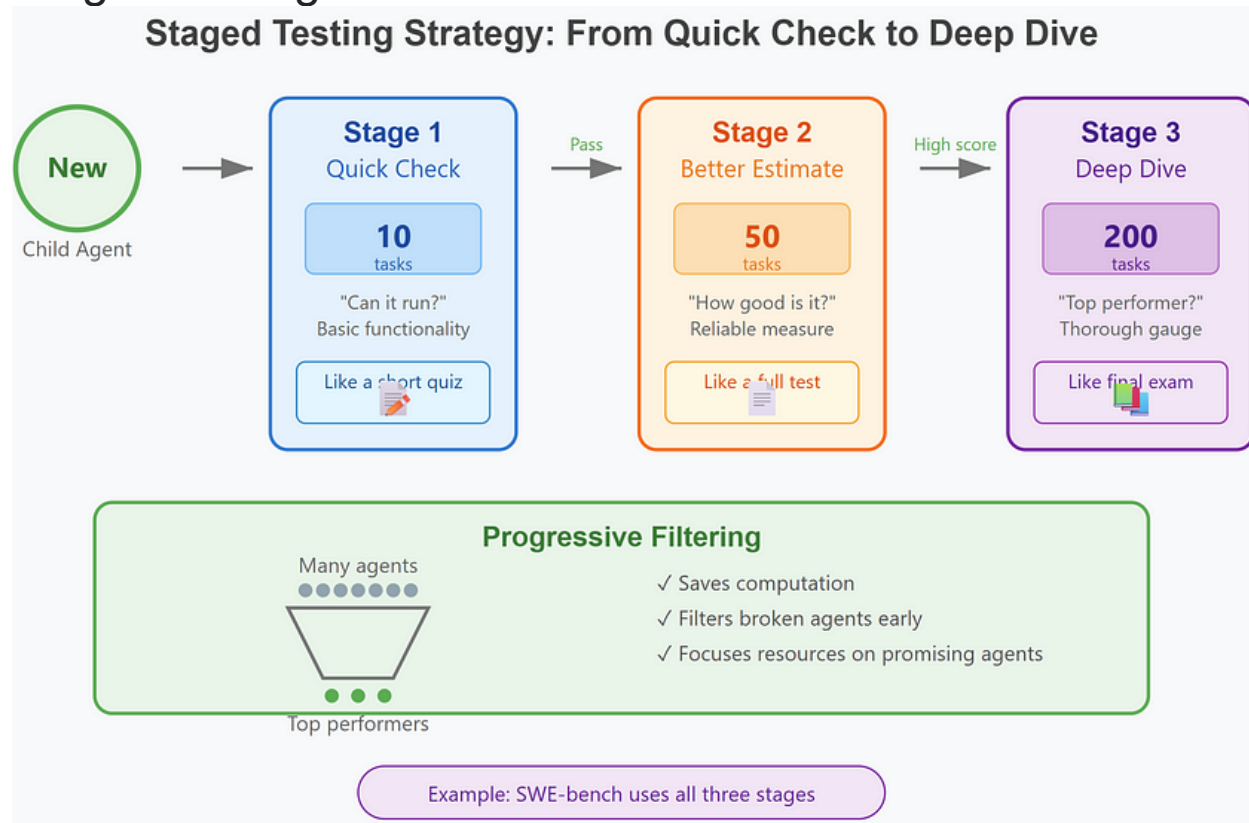 Staged Testing Strategy: From Quick Check to Deep Dive
New
Child Agent
Stage 1
Quick Check
10
tasks
"Can it run?"
Basic functionality
Like a short quiz
Pass
Stage 2
Better Estimate
50
tasks
"How good is it?"
Reliable measure
Like a full test
High score
Stage 3
Deep Dive
200
tasks
"Top performer?"
Thorough gauge
Like final exam
Progressive Filtering
Many agents
Top performers
✓ Saves computation
✓ Filters broken agents early
✓ Focuses resources on promising agents
Example: SWE-bench uses all three stages